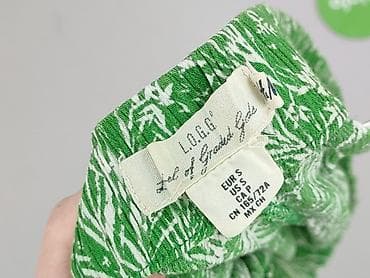 L.O.G.G.
Label of Graded Goods
EUR S
US S
CA P
CN 165/72A
MX CH